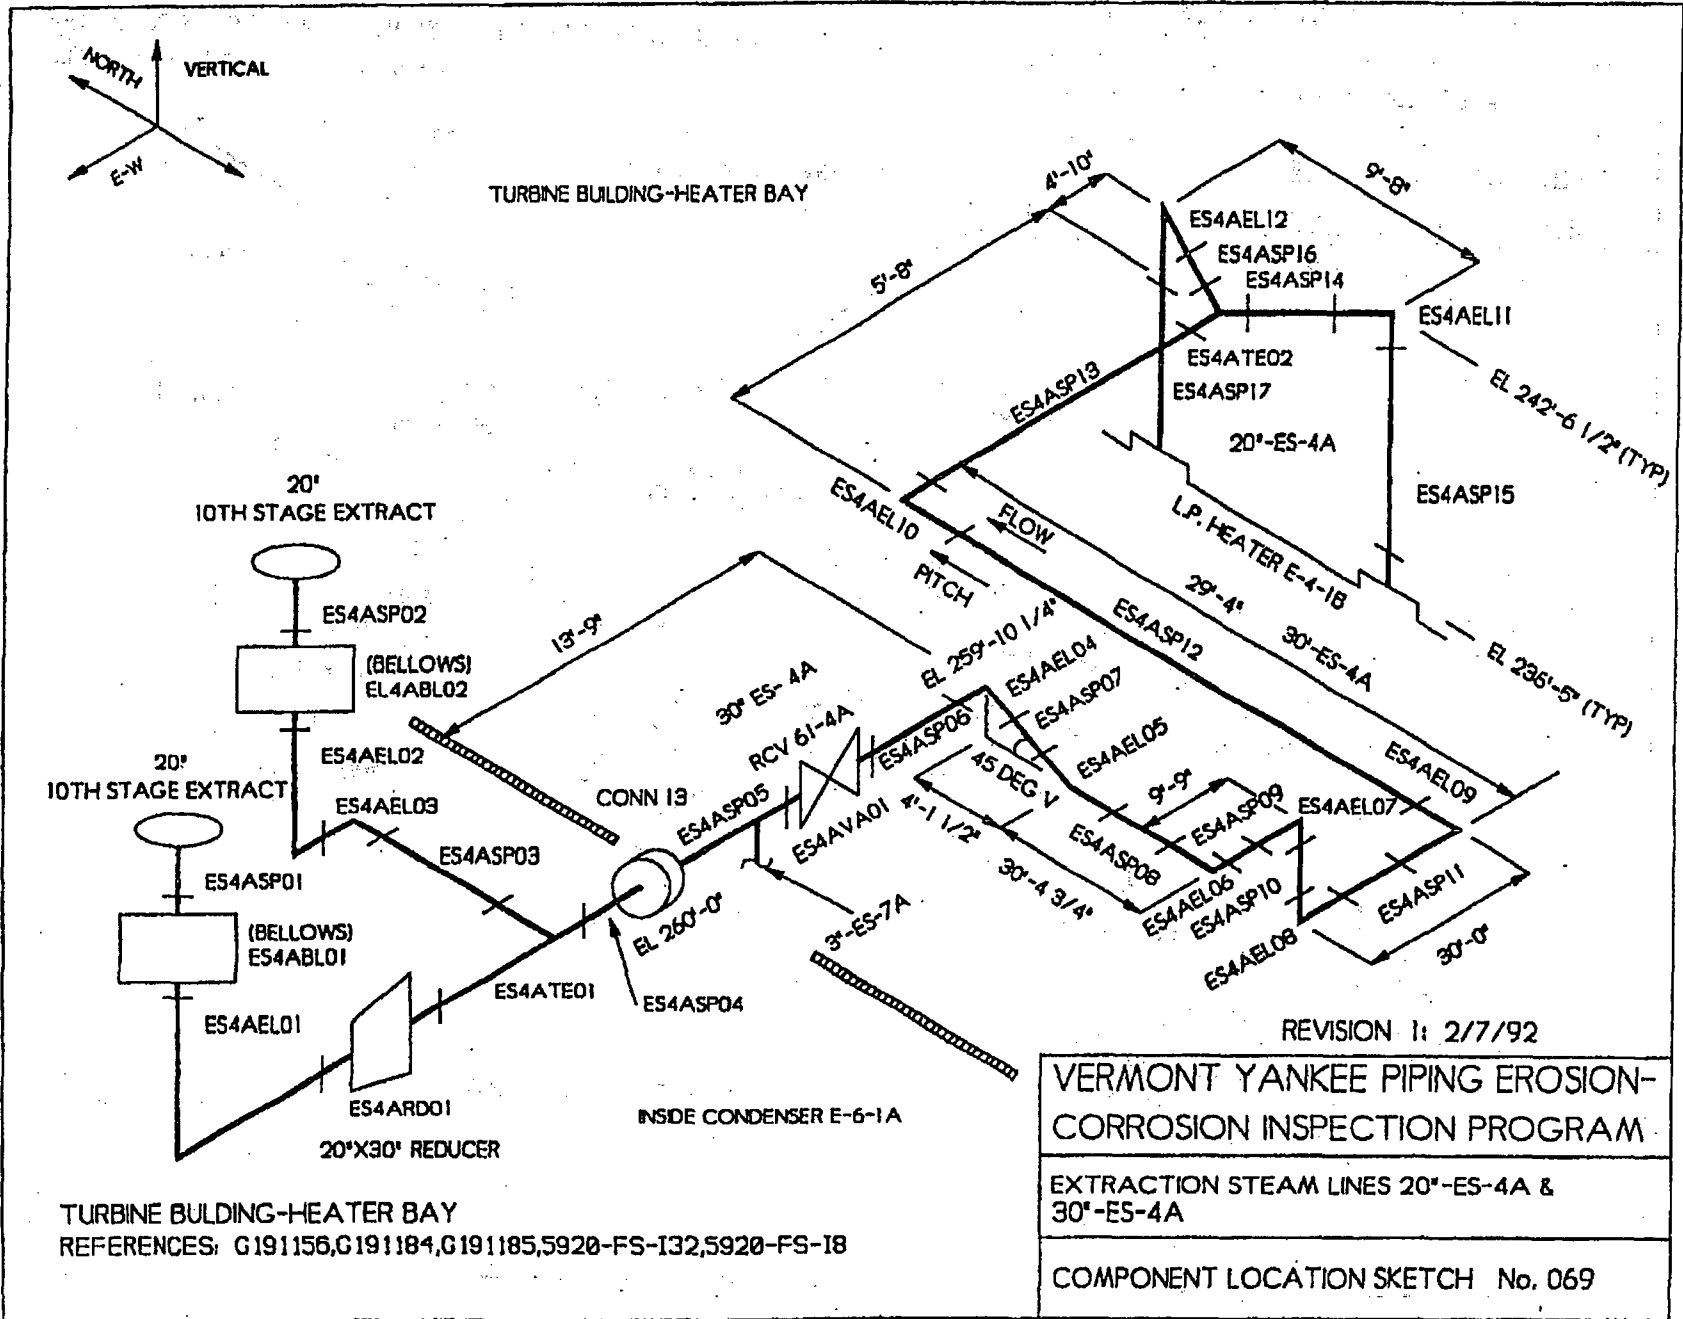 NORTH
VERTICAL
E-W
TURBINE BUILDING-HEATER BAY
4'-10"
9'-8"
5'-8"
ES4AEL12
ES4ASP16
ES4ASP14
ES4AEL11
ES4ATE02
ES4ASP13
ES4ASP17
EL 242'-6 1/2" (TYP)
20"-ES-4A
ES4ASP15
20"
10TH STAGE EXTRACT
ES4AEL10
FLOW
PITCH
L.P. HEATER E-4-1B
29'-4"
30"-ES-4A
ES4ASP12
EL 236'-5" (TYP)
ES4ASP02
(BELLOWS)
EL4ABL02
13'-9"
30" ES- 4A
EL 259'-10 1/4"
ES4AEL04
ES4ASP07
RCV 61-4A
ES4ASP06
ES4AEL05
45 DEG V
ES4AEL02
20"
10TH STAGE EXTRACT
ES4AEL03
CONN 13
ES4ASP05
ES4AVA01
4'-1 1/2"
9'-9"
ES4ASP09
ES4AEL07
ES4AEL09
ES4ASP03
ES4ASP08
30'-4 3/4"
ES4AEL06
ES4ASP10
ES4ASP11
ES4AEL08
30'-0"
ES4ASP01
(BELLOWS)
ES4ABL01
EL 260'-0"
3"-ES-7A
ES4ATE01
ES4ASP04
ES4AEL01
ES4ARD01
20"X30" REDUCER
INSIDE CONDENSER E-6-1A
REVISION 1: 2/7/92
VERMONT YANKEE PIPING EROSION-
CORROSION INSPECTION PROGRAM
EXTRACTION STEAM LINES 20"-ES-4A &
30"-ES-4A
COMPONENT LOCATION SKETCH No. 069
TURBINE BULDING-HEATER BAY
REFERENCES: G191156,G191184,G191185,5920-FS-I32,5920-FS-I8